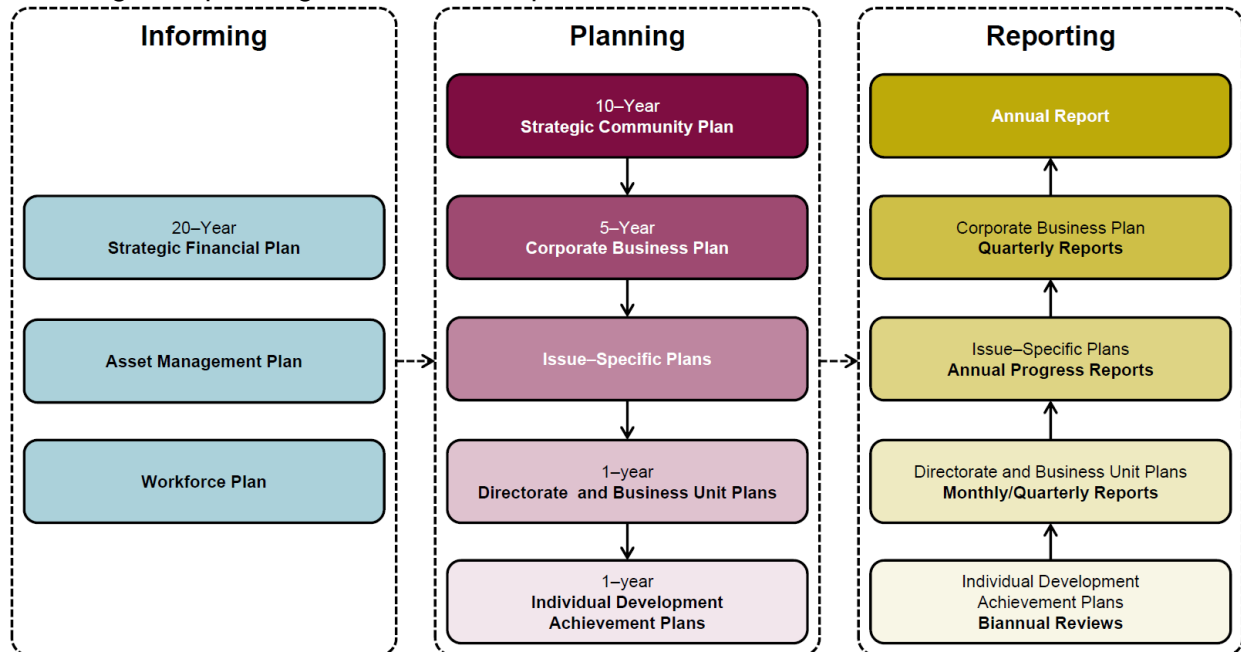 Informing
20–Year
Strategic Financial Plan
Asset Management Plan
Workforce Plan
Planning
10–Year
Strategic Community Plan
5–Year
Corporate Business Plan
Issue–Specific Plans
1–year
Directorate and Business Unit Plans
1–year
Individual Development
Achievement Plans
Reporting
Annual Report
Corporate Business Plan
Quarterly Reports
Issue–Specific Plans
Annual Progress Reports
Directorate and Business Unit Plans
Monthly/Quarterly Reports
Individual Development
Achievement Plans
Biannual Reviews